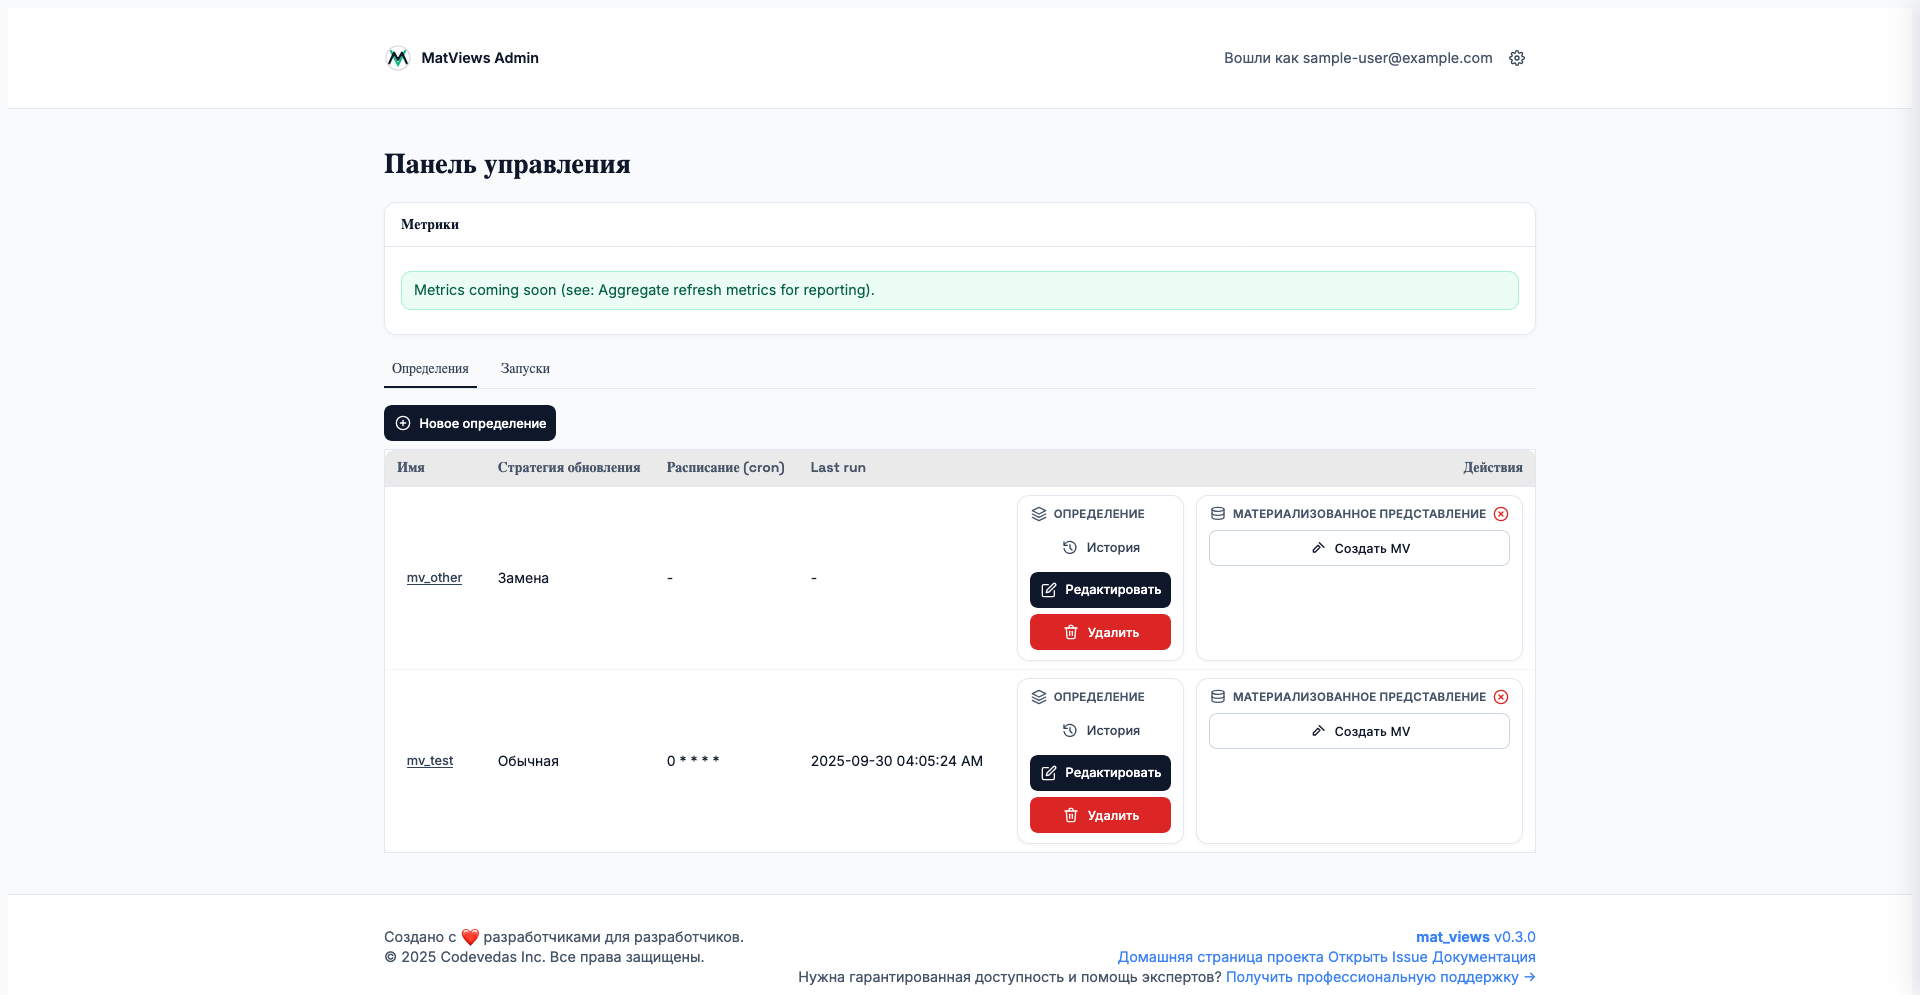 MatViews Admin
Вошли как sample-user@example.com
Панель управления
Метрики
Metrics coming soon (see: Aggregate refresh metrics for reporting).
Определения Запуски
Новое определение
Имя Стратегия обновления Расписание (cron) Last run Действия
ОПРЕДЕЛЕНИЕ МАТЕРИАЛИЗОВАННОЕ ПРЕДСТАВЛЕНИЕ
История Создать MV
mv_other Замена - -
Редактировать
Удалить
ОПРЕДЕЛЕНИЕ МАТЕРИАЛИЗОВАННОЕ ПРЕДСТАВЛЕНИЕ
История Создать MV
mv_test Обычная 0 * * * * 2025-09-30 04:05:24 AM
Редактировать
Удалить
Создано с ❤️ разработчиками для разработчиков.
© 2025 Codevedas Inc. Все права защищены.
mat_views v0.3.0
Домашняя страница проекта Открыть Issue Документация
Нужна гарантированная доступность и помощь экспертов? Получить профессиональную поддержку →